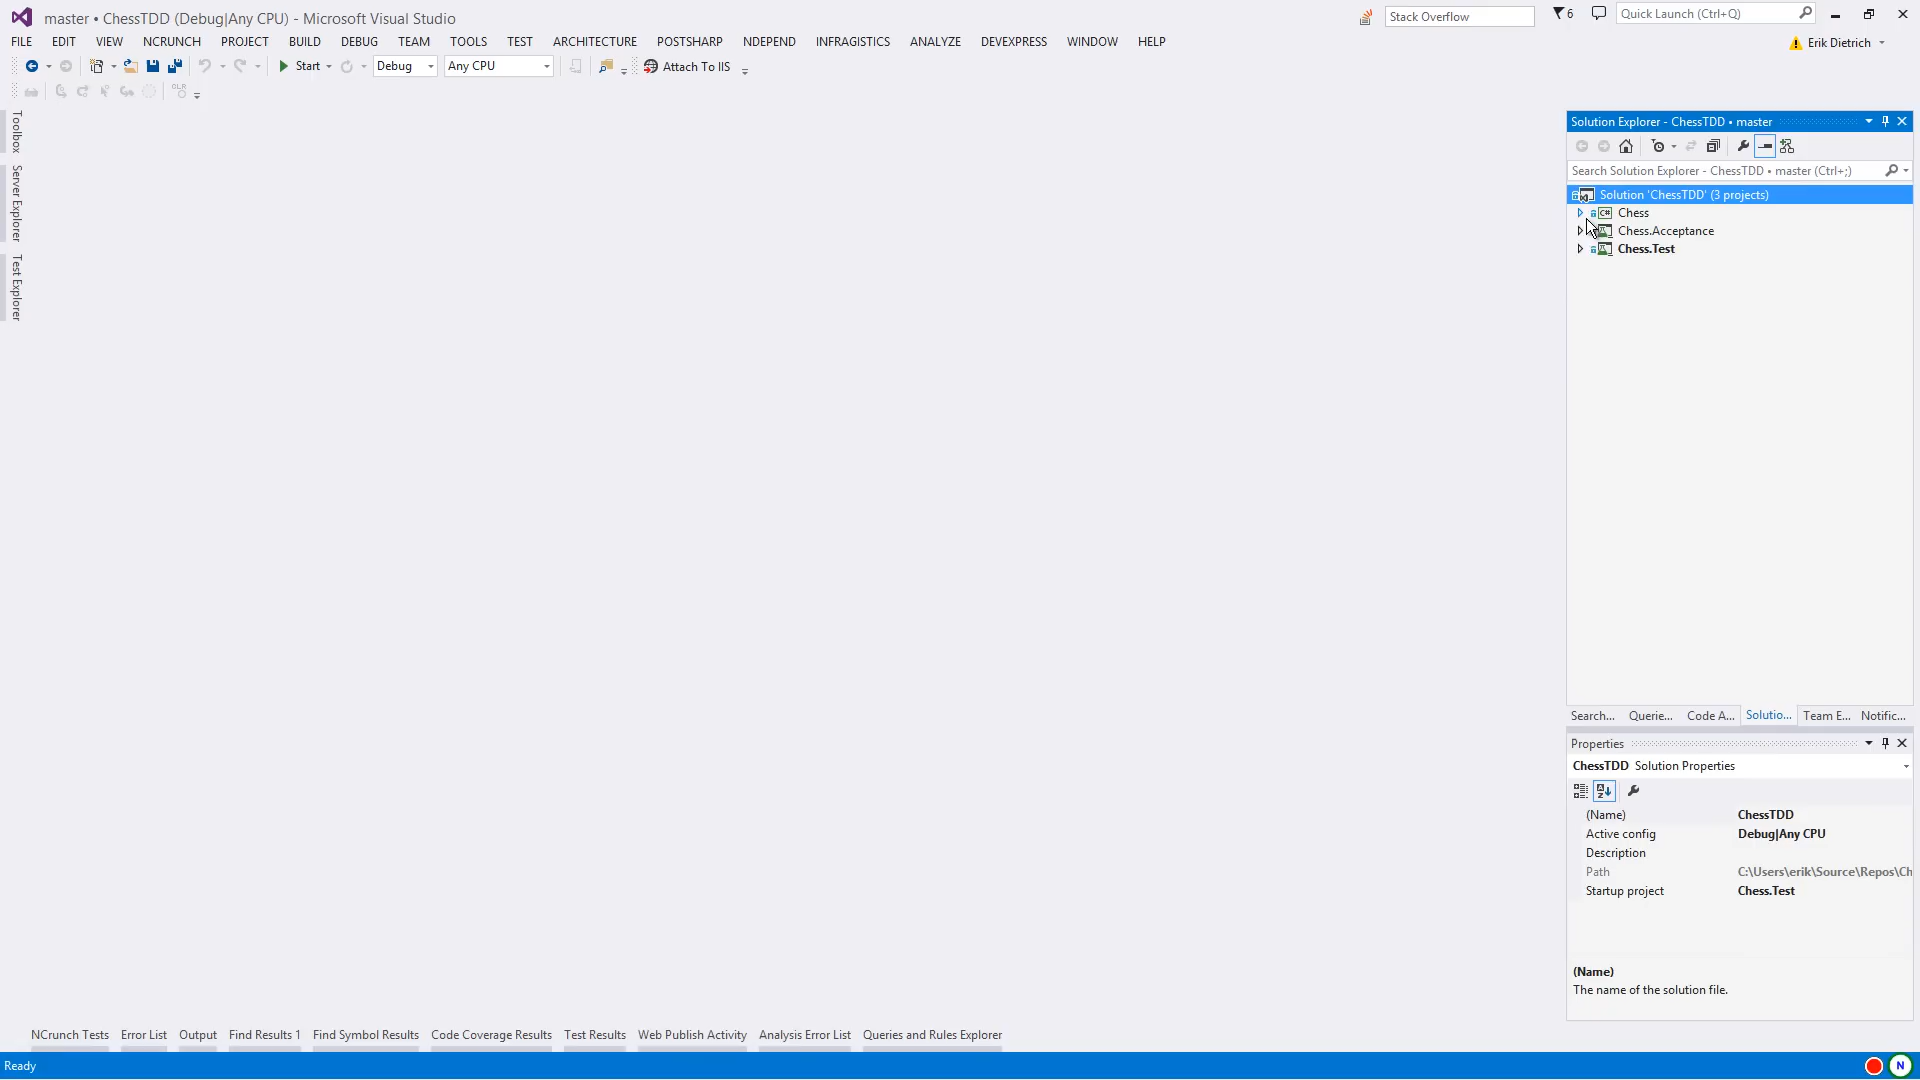 master • ChessTDD (Debug|Any CPU) - Microsoft Visual Studio
Stack Overflow
6
Quick Launch (Ctrl+Q)
FILE EDIT VIEW NCRUNCH PROJECT BUILD DEBUG TEAM TOOLS TEST ARCHITECTURE POSTSHARP NDEPEND INFRAGISTICS ANALYZE DEVEXPRESS WINDOW HELP
Erik Dietrich
Start Debug Any CPU Attach To IIS
Toolbox
Server Explorer
Test Explorer
Solution Explorer - ChessTDD • master
Search Solution Explorer - ChessTDD • master (Ctrl+;)
Solution 'ChessTDD' (3 projects)
C# Chess
Chess.Acceptance
Chess.Test
Search... Querie... Code A... Solutio... Team E... Notific...
Properties
ChessTDD Solution Properties
(Name) ChessTDD
Active config Debug|Any CPU
Description
Path C:\Users\erik\Source\Repos\Ch
Startup project Chess.Test
(Name)
The name of the solution file.
NCrunch Tests Error List Output Find Results 1 Find Symbol Results Code Coverage Results Test Results Web Publish Activity Analysis Error List Queries and Rules Explorer
Ready
N